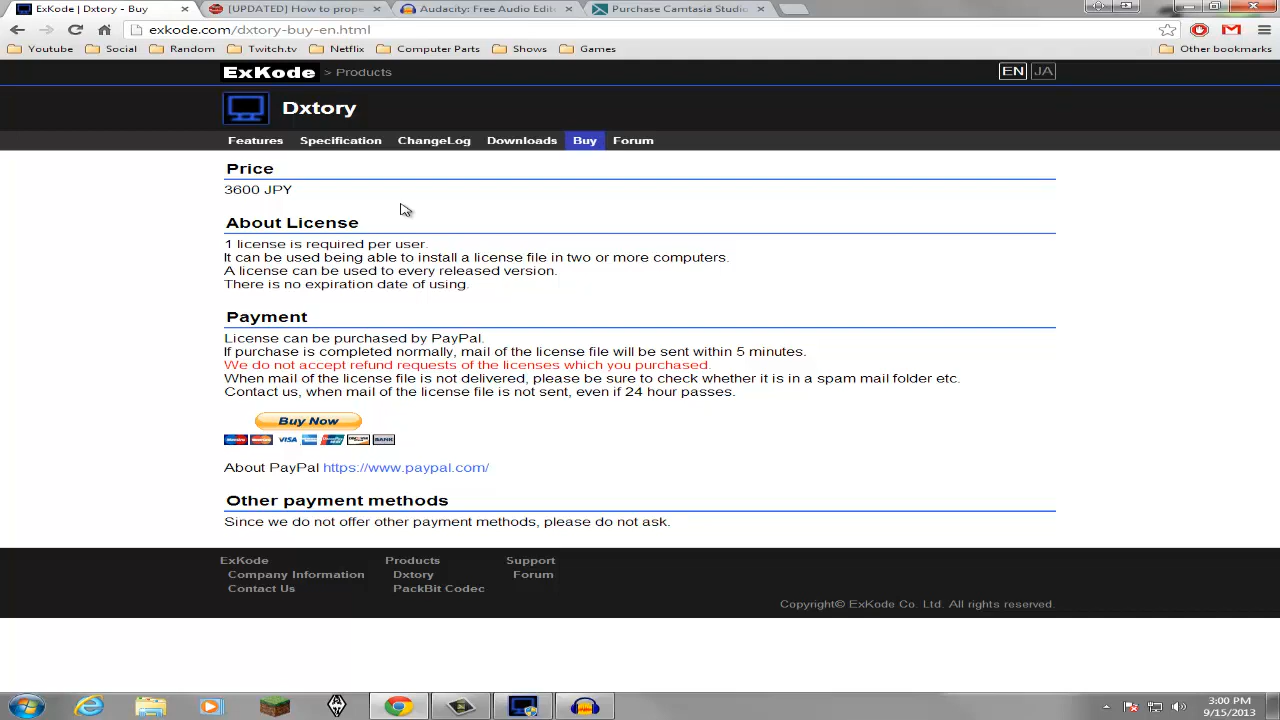 ExKode | Dxtory - Buy
[UPDATED] How to prope
Audacity: Free Audio Edito
Purchase Camtasia Studio
exkode.com/dxtory-buy-en.html
Youtube
Social
Random
Twitch.tv
Netflix
Computer Parts
Shows
Games
Other bookmarks
ExKode > Products
EN JA
Dxtory
Features Specification ChangeLog Downloads Buy Forum
Price
3600 JPY
About License
1 license is required per user.
It can be used being able to install a license file in two or more computers.
A license can be used to every released version.
There is no expiration date of using.
Payment
License can be purchased by PayPal.
If purchase is completed normally, mail of the license file will be sent within 5 minutes.
We do not accept refund requests of the licenses which you purchased.
When mail of the license file is not delivered, please be sure to check whether it is in a spam mail folder etc.
Contact us, when mail of the license file is not sent, even if 24 hour passes.
Buy Now
VISA BANK
About PayPal https://www.paypal.com/
Other payment methods
Since we do not offer other payment methods, please do not ask.
ExKode Products Support
Company Information Dxtory Forum
Contact Us PackBit Codec
Copyright© ExKode Co. Ltd. All rights reserved.
3:00 PM
9/15/2013